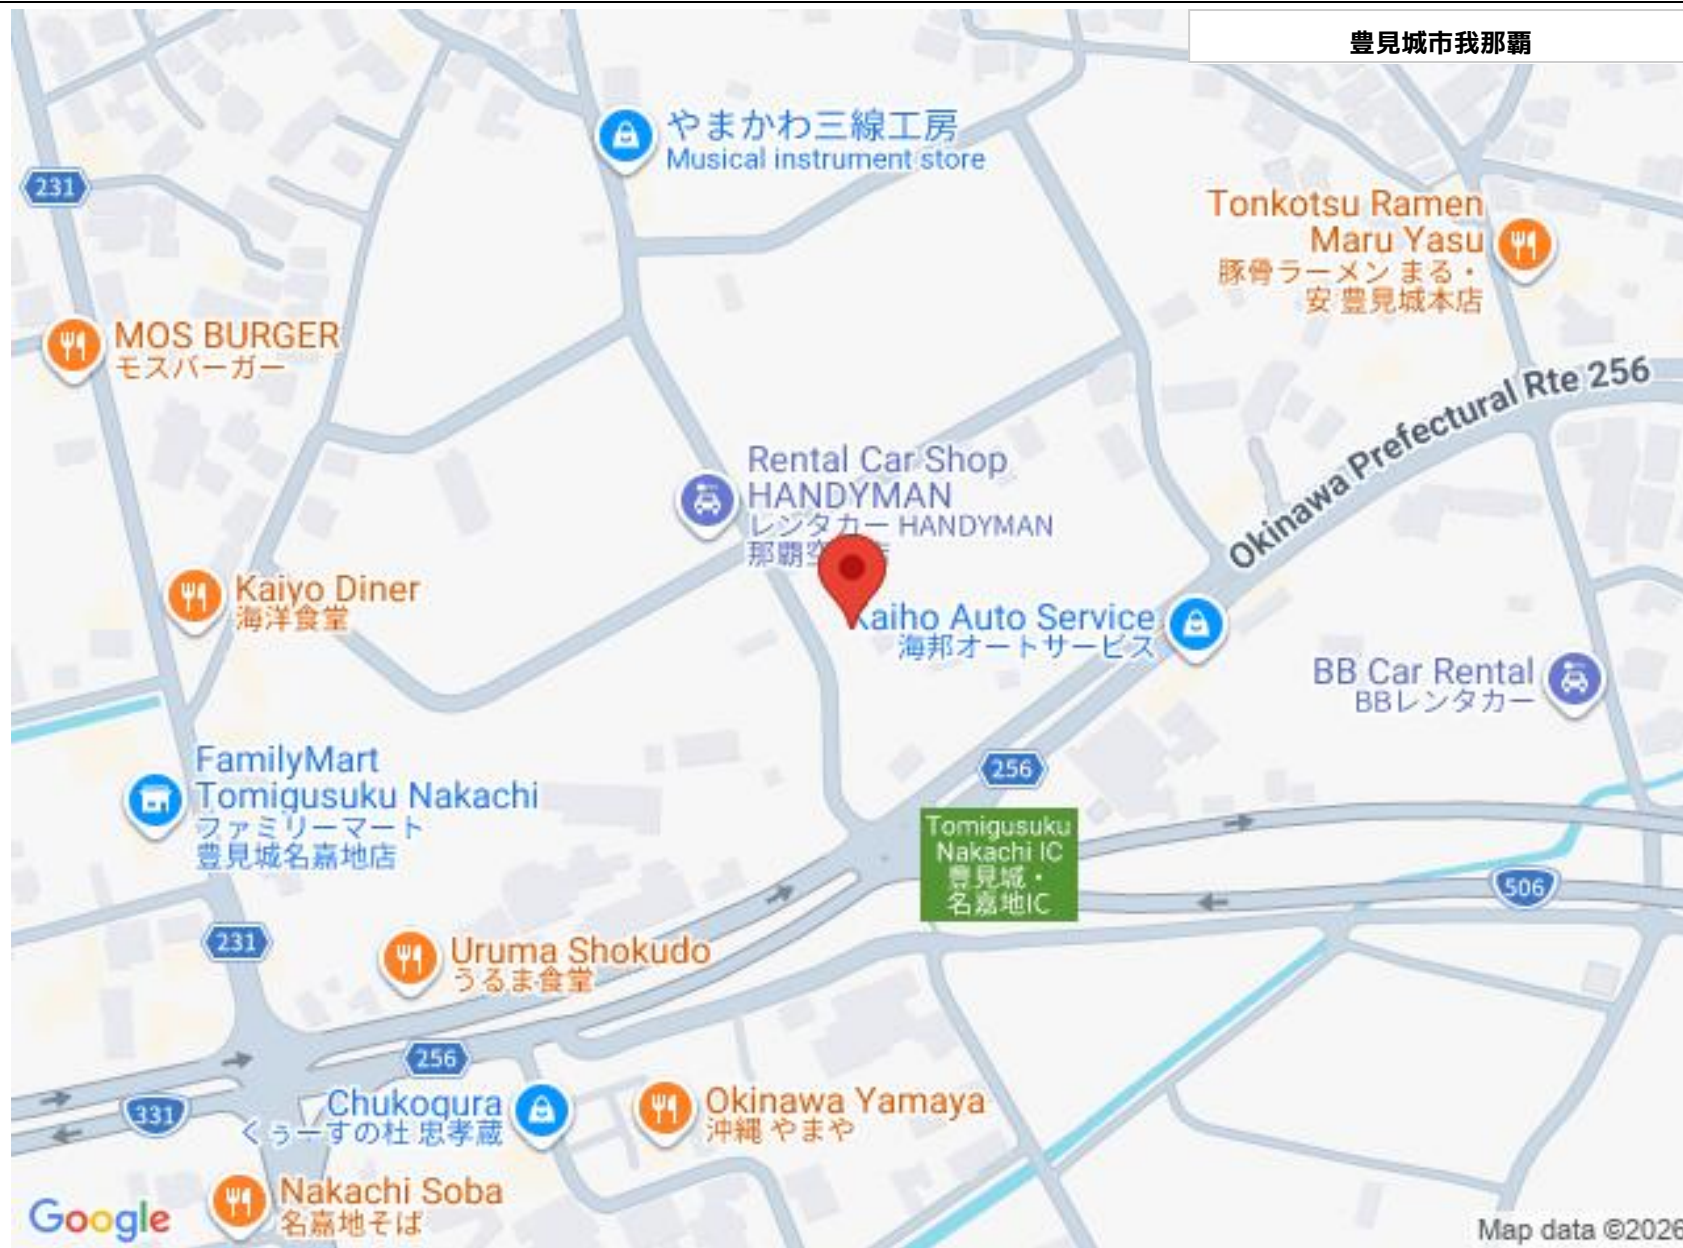 豊見城市我那覇
やまかわ三線工房
Musical instrument store
231
Tonkotsu Ramen
Maru Yasu
豚骨ラーメン まる・
安 豊見城本店
MOS BURGER
モスバーガー
Okinawa Prefectural Rte 256
Rental Car Shop
HANDYMAN
レンタカー HANDYMAN
那覇空
Kaiyo Diner
海洋食堂
Kaiho Auto Service
海邦オートサービス
BB Car Rental
BBレンタカー
FamilyMart
Tomigusuku Nakachi
ファミリーマート
豊見城名嘉地店
256
Tomigusuku
Nakachi IC
豊見城・
名嘉地IC
506
231
Uruma Shokudo
うるま食堂
256
331
Chukogura
くぅーすの杜 忠孝蔵
Okinawa Yamaya
沖縄 やまや
Nakachi Soba
名嘉地そば
Google
Map data ©2026